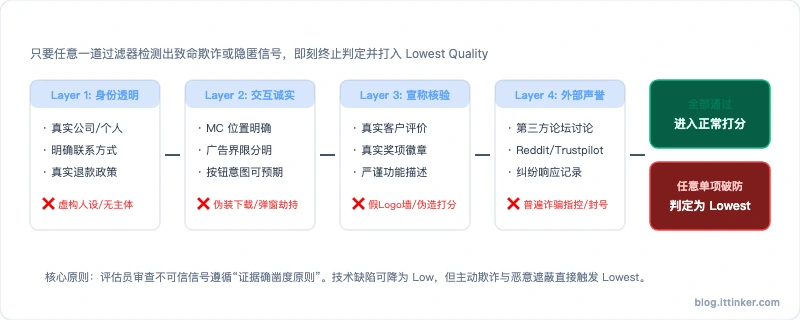 只要任意一道过滤器检测出致命欺诈或隐匿信号，即刻终止判定并打入 Lowest Quality
Layer 1: 身份透明
· 真实公司/个人
· 明确联系方式
· 真实退款政策
❌ 虚构人设/无主体
Layer 2: 交互诚实
· MC 位置明确
· 广告界限分明
· 按钮意图可预期
❌ 伪装下载/弹窗劫持
Layer 3: 宣称核验
· 真实客户评价
· 真实奖项徽章
· 严谨功能描述
❌ 假Logo墙/伪造打分
Layer 4: 外部声誉
· 第三方论坛讨论
· Reddit/Trustpilot
· 纠纷响应记录
❌ 普遍诈骗指控/封号
全部通过
进入正常打分
任意单项破防
判定为 Lowest
核心原则：评估员审查不可信信号遵循“证据确凿度原则”。技术缺陷可降为 Low，但主动欺诈与恶意遮蔽直接触发 Lowest。
blog.ittinker.com